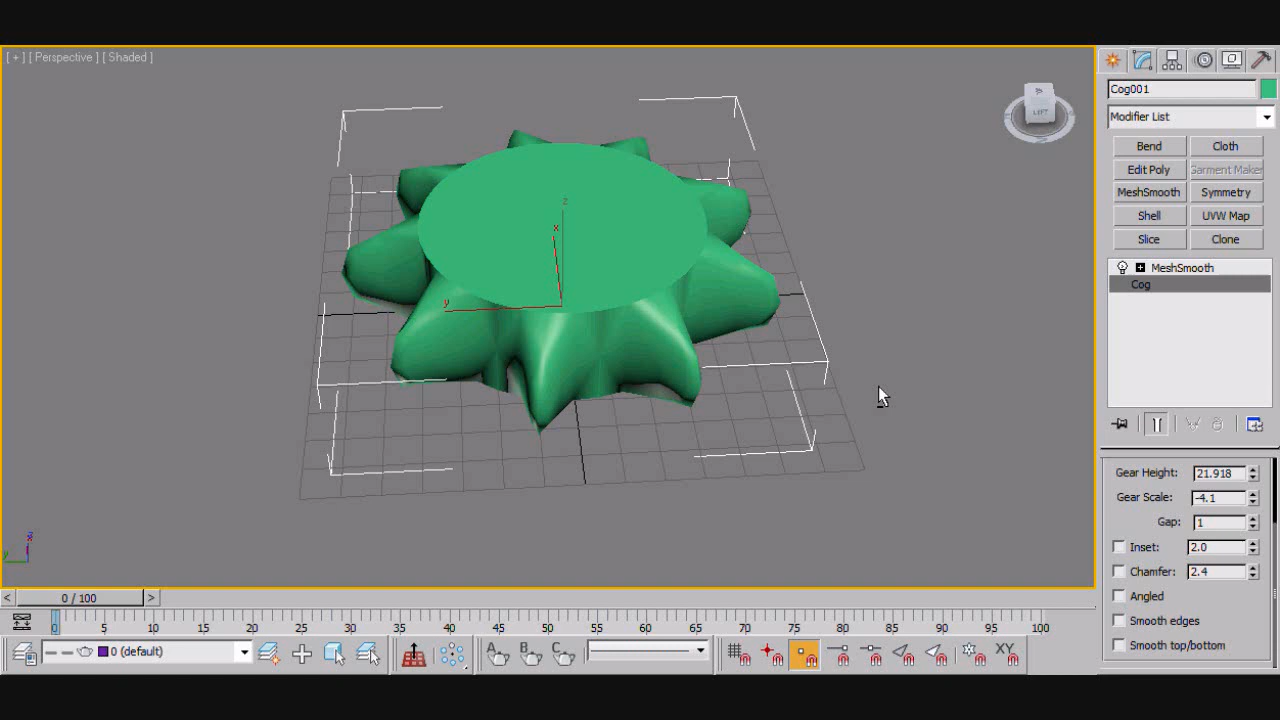 [ + ] [ Perspective ] [ Shaded ]
LEFT
z
x
y
z
x
y
Cog001
Modifier List
Bend Cloth
Edit Poly Garment Maker
MeshSmooth Symmetry
Shell UVW Map
Slice Clone
MeshSmooth
Cog
Gear Height: 21.918
Gear Scale: -4.1
Gap: 1
Inset: 2.0
Chamfer: 2.4
Angled
Smooth edges
Smooth top/bottom
< 0 / 100 >
0 5 10 15 20 25 30 35 40 45 50 55 60 65 70 75 80 85 90 95 100
0 (default) A B C XY